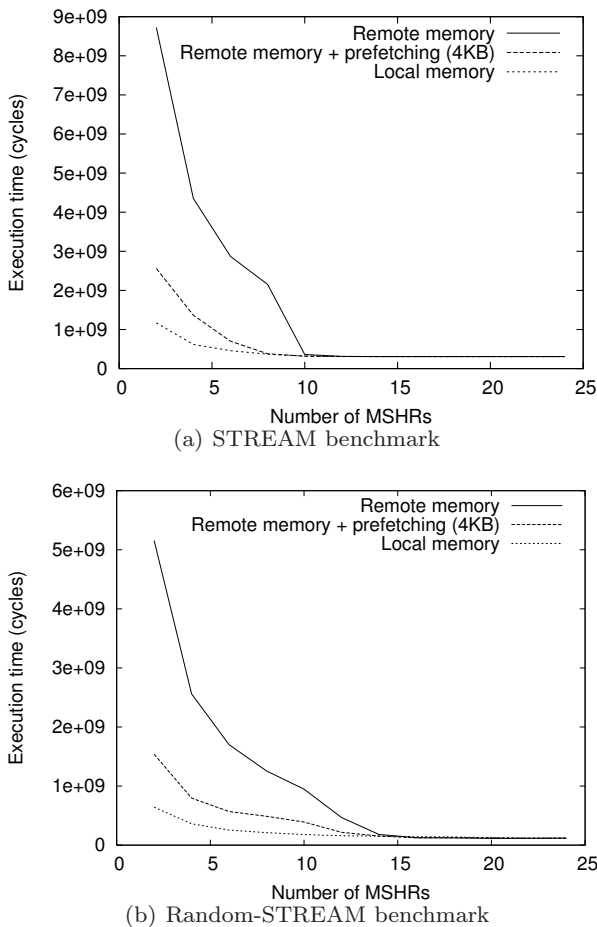 9e+09
8e+09
7e+09
6e+09
5e+09
4e+09
3e+09
2e+09
1e+09
0
Execution time (cycles)
Remote memory
Remote memory + prefetching (4KB)
Local memory
0 5 10 15 20 25
Number of MSHRs
(a) STREAM benchmark
6e+09
5e+09
4e+09
3e+09
2e+09
1e+09
0
Execution time (cycles)
Remote memory
Remote memory + prefetching (4KB)
Local memory
0 5 10 15 20 25
Number of MSHRs
(b) Random-STREAM benchmark